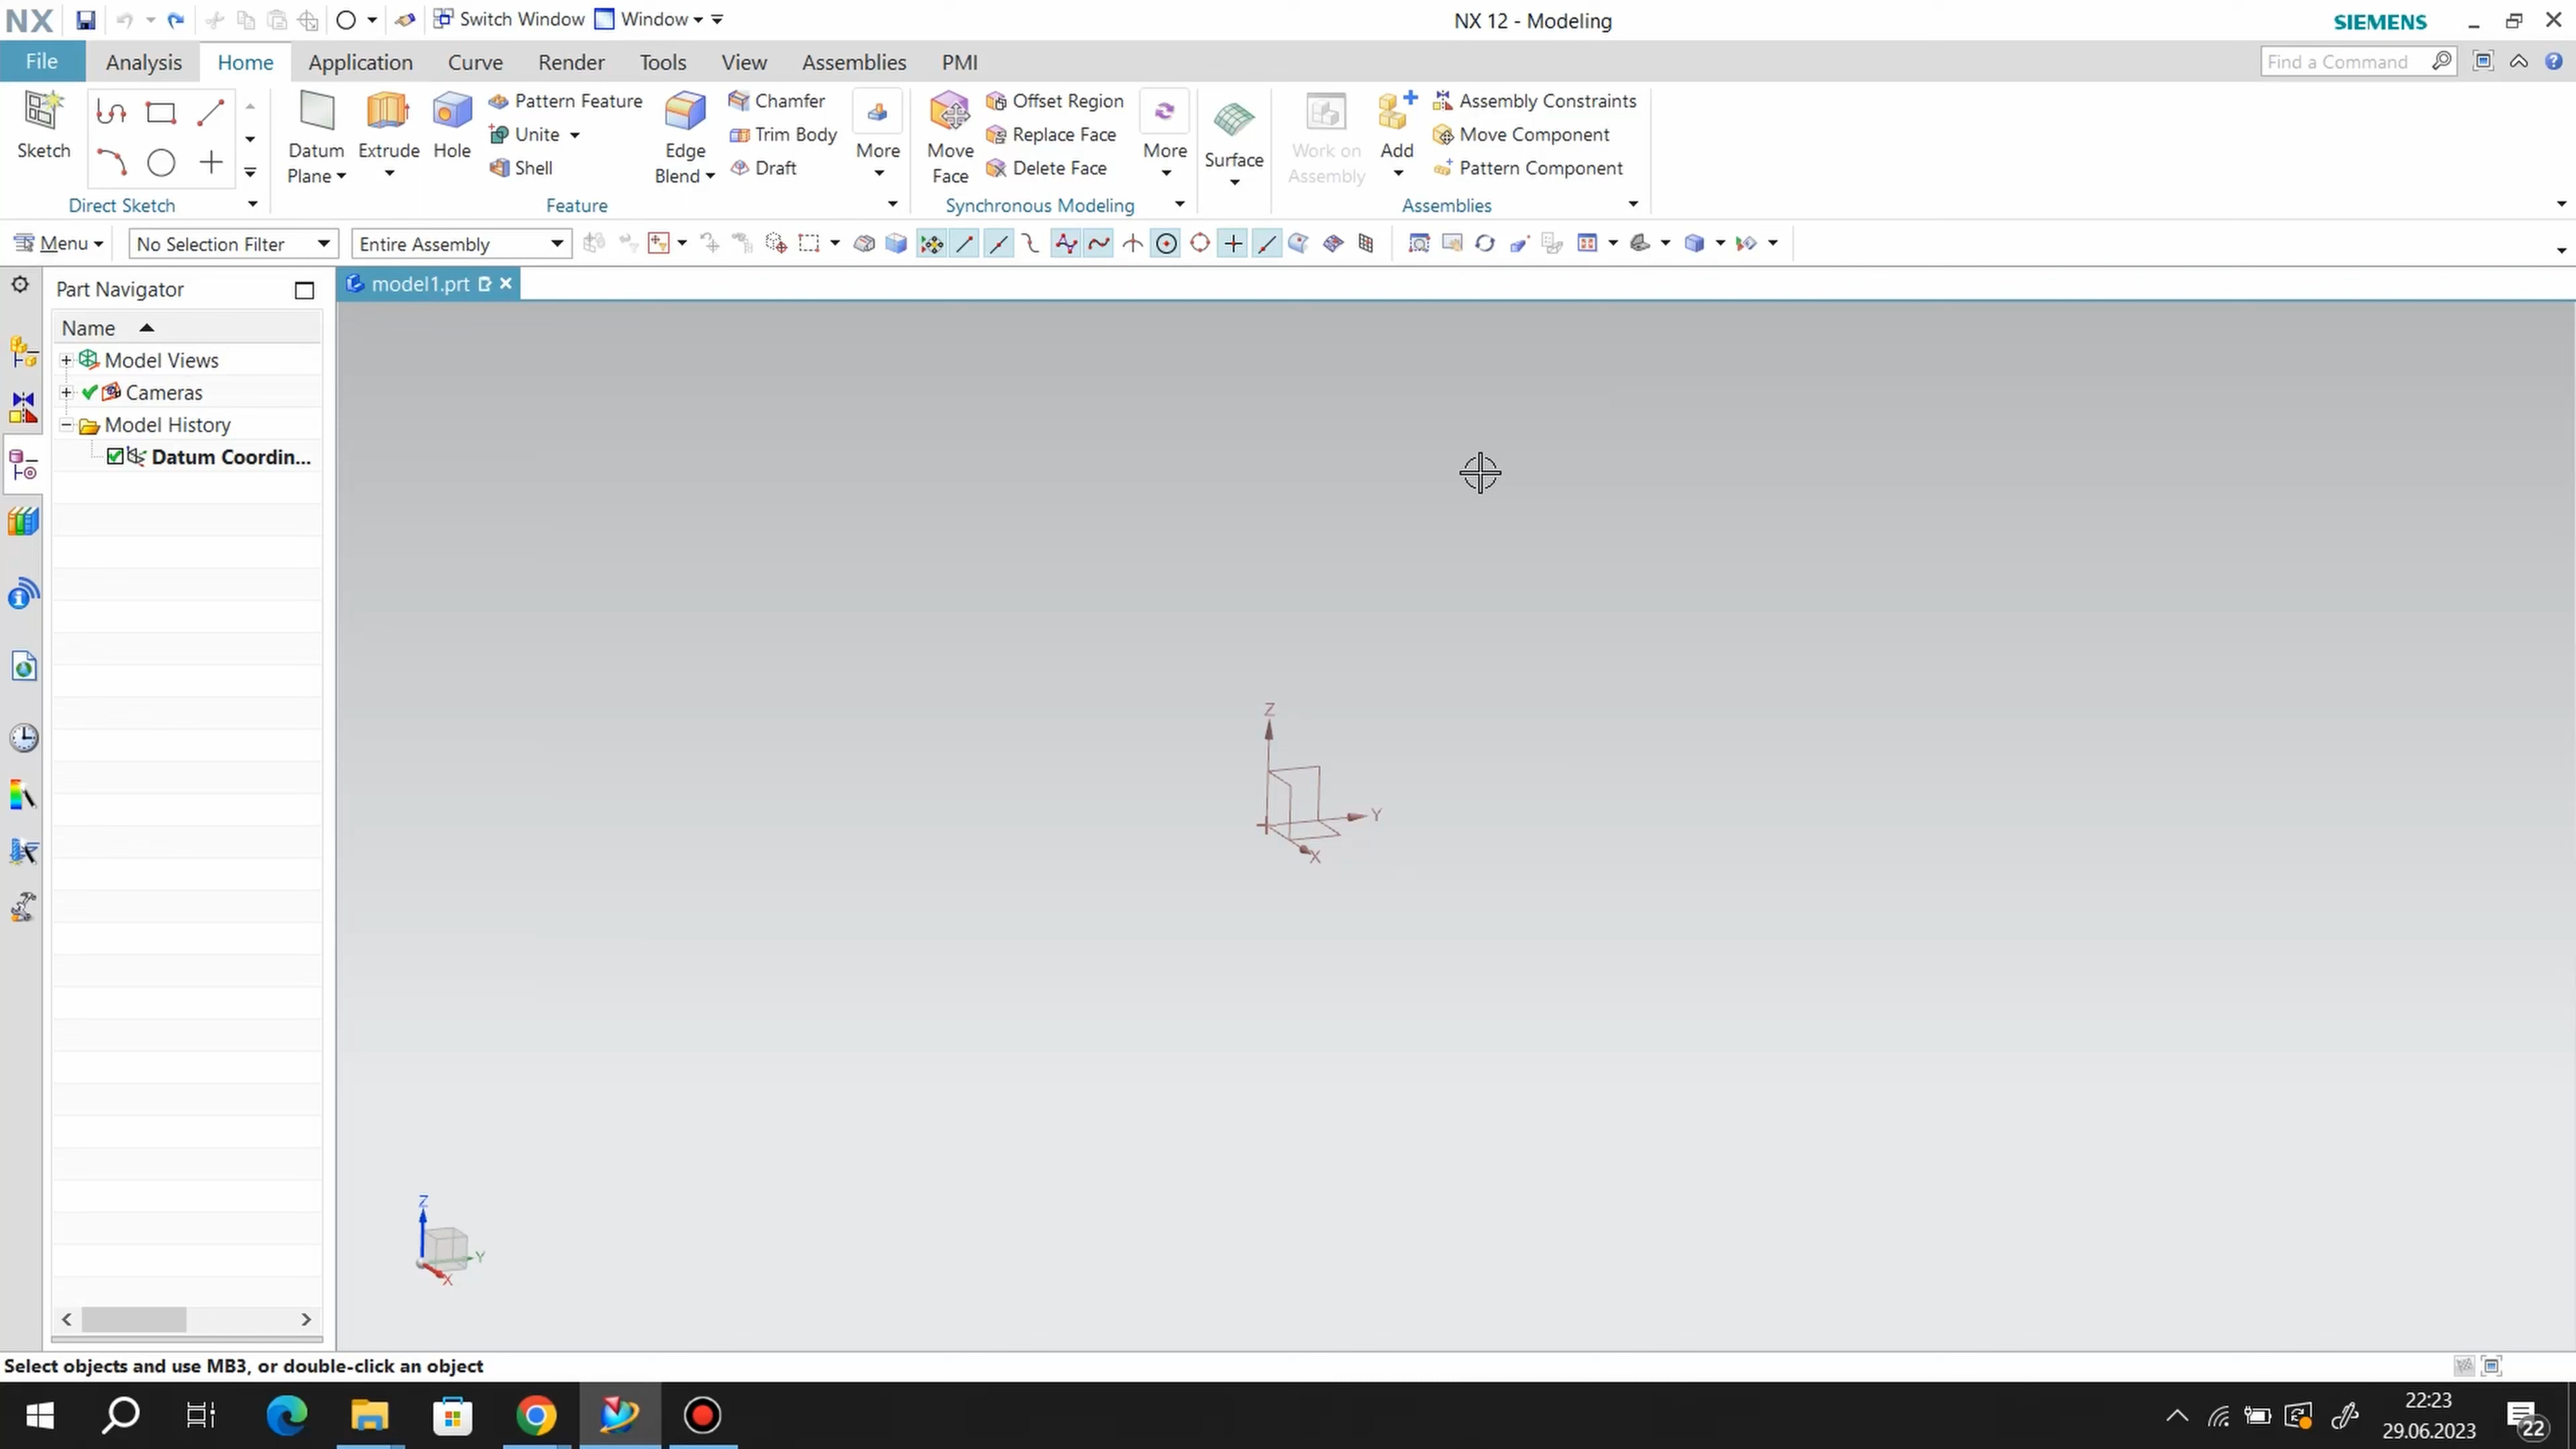 NX Switch Window Window NX 12 - Modeling SIEMENS
File Analysis Home Application Curve Render Tools View Assemblies PMI Find a Command
Sketch
Direct Sketch
Datum Plane
Extrude
Hole
Pattern Feature
Unite
Shell
Edge Blend
Chamfer
Trim Body
Draft
More
Feature
Move Face
Offset Region
Replace Face
Delete Face
More
Synchronous Modeling
Surface
Work on Assembly
Add
Assembly Constraints
Move Component
Pattern Component
Assemblies
Menu No Selection Filter Entire Assembly
Part Navigator
model1.prt
Name
Model Views
Cameras
Model History
Datum Coordin...
Z
Y
X
Z
Y
X
Select objects and use MB3, or double-click an object
22:23
29.06.2023
22